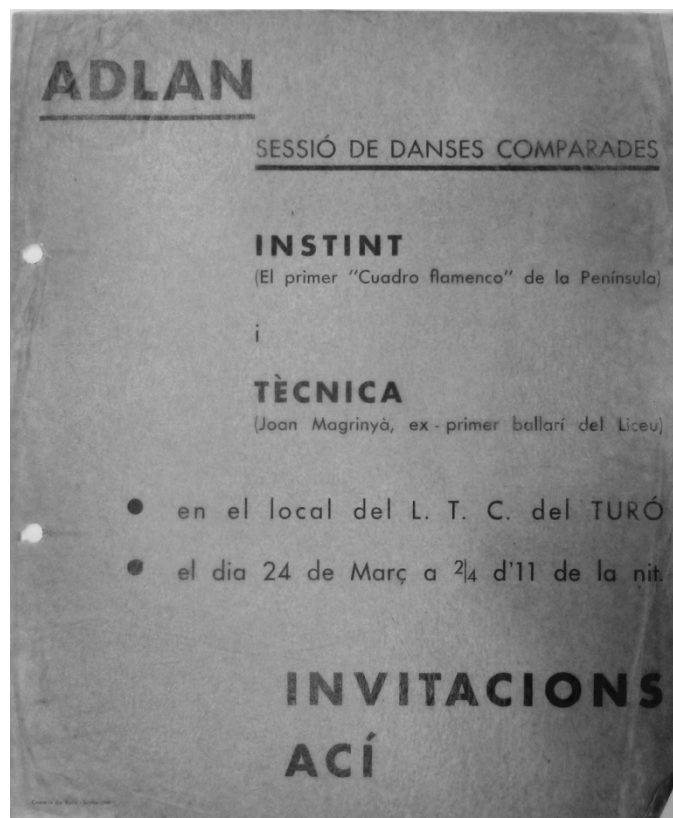 ADLAN
SESSIÓ DE DANSES COMPARADES
INSTINT
(El primer "Cuadro flamenco" de la Península)
i
TÈCNICA
(Joan Magrinyà, ex - primer ballarí del Liceu)
● en el local del L. T. C. del TURÓ
● el dia 24 de Març a 2/4 d'11 de la nit.
INVITACIONS
ACÍ